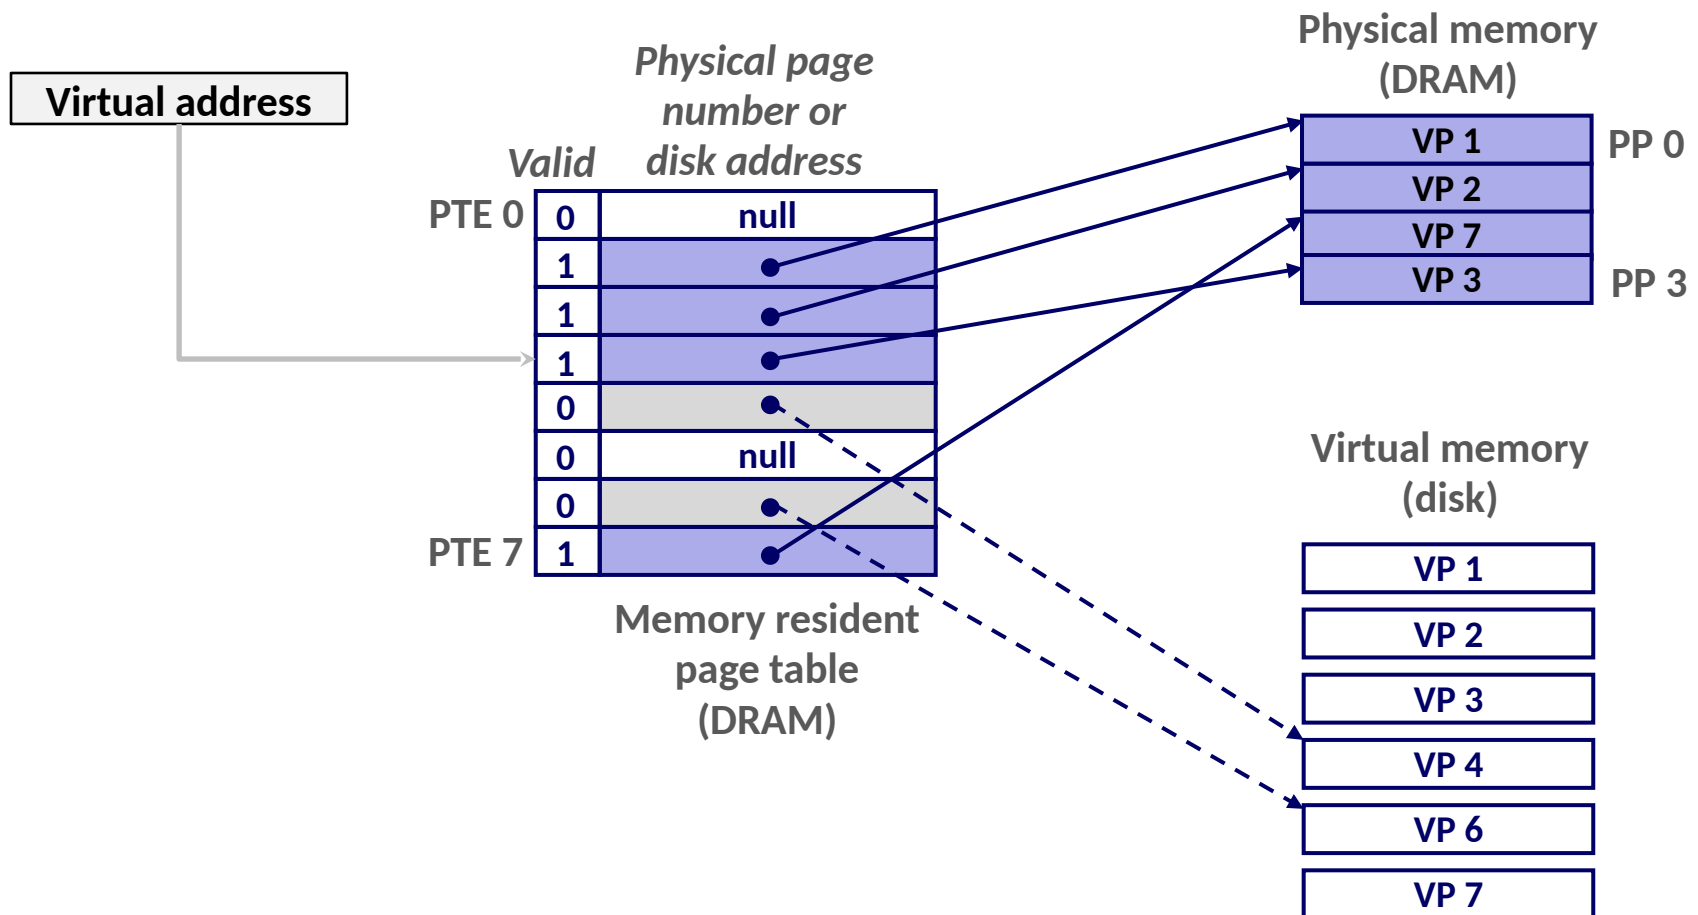 Virtual address
Physical page
number or
disk address
Valid
PTE 0
0
null
1
1
1
0
0
null
0
PTE 7
1
Memory resident
page table
(DRAM)
Physical memory
(DRAM)
VP 1
PP 0
VP 2
VP 7
VP 3
PP 3
Virtual memory
(disk)
VP 1
VP 2
VP 3
VP 4
VP 6
VP 7